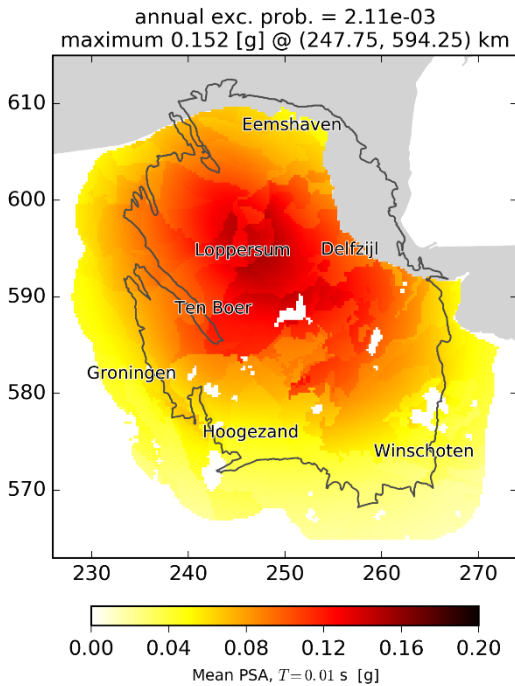 annual exc. prob. = 2.11e-03
maximum 0.152 [g] @ (247.75, 594.25) km
610
Eemshaven
600
Loppersum Delfzijl
590
Ten Boer
Groningen
580
Hoogezand
Winschoten
570
230 240 250 260 270
0.00 0.04 0.08 0.12 0.16 0.20
Mean PSA, T = 0.01 s [g]